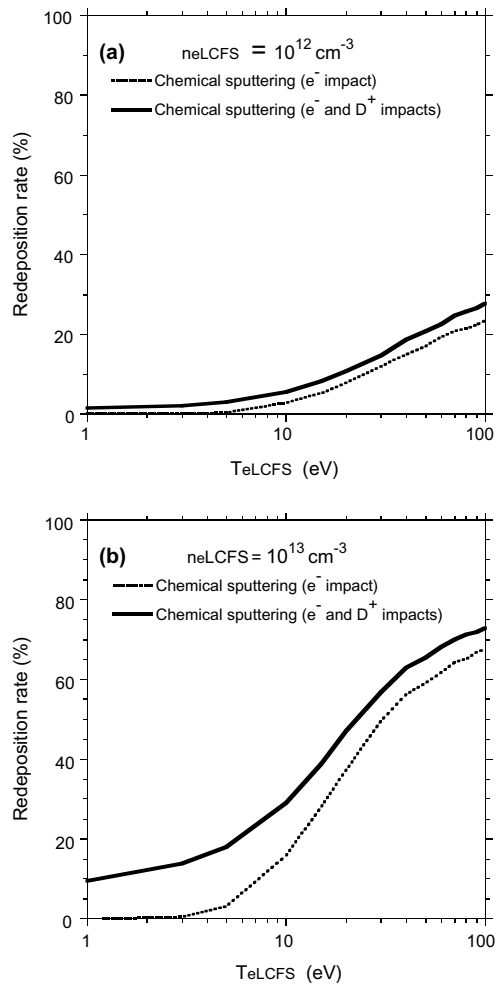 100
(a)
neLCFS = 10^12 cm^-3
Chemical sputtering (e^- impact)
80
Chemical sputtering (e^- and D^+ impacts)
60
Redeposition rate (%)
40
20
0
1 10 100
TeLCFS (eV)
100
(b)
neLCFS = 10^13 cm^-3
Chemical sputtering (e^- impact)
80
Chemical sputtering (e^- and D^+ impacts)
60
Redeposition rate (%)
40
20
0
1 10 100
TeLCFS (eV)